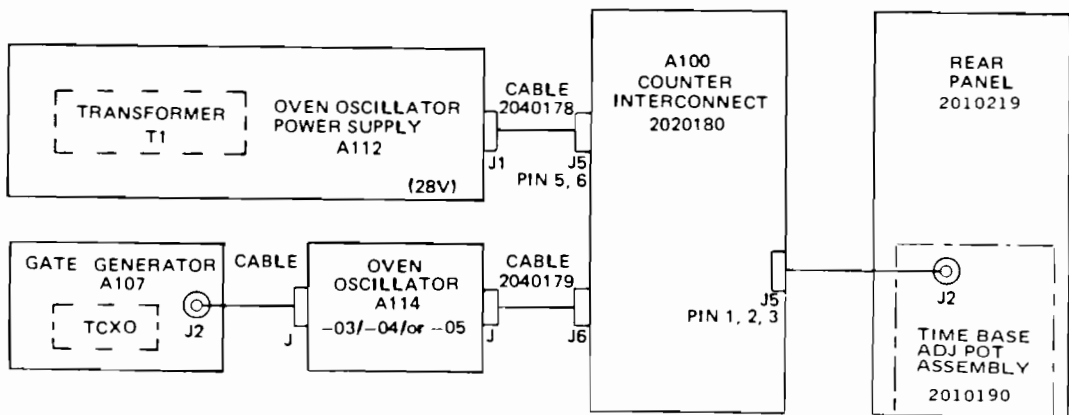 TRANSFORMER
T1
OVEN OSCILLATOR
POWER SUPPLY
A112
(28V)
J1
CABLE
2040178
J5
PIN 5, 6
A100
COUNTER
INTERCONNECT
2020180
REAR
PANEL
2010219
GATE GENERATOR
A107
TCXO
J2
CABLE
J
OVEN
OSCILLATOR
A114
-03/-04/or --05
J
CABLE
2040179
J6
J5
PIN 1, 2, 3
J2
TIME BASE
ADJ POT
ASSEMBLY
2010190